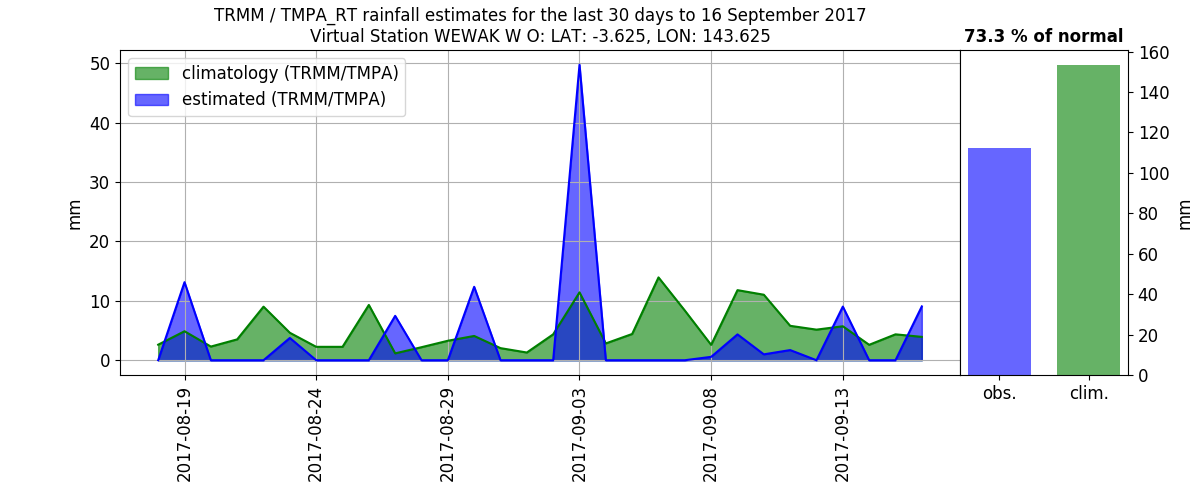 TRMM / TMPA_RT rainfall estimates for the last 30 days to 16 September 2017
Virtual Station WEWAK W O: LAT: -3.625, LON: 143.625
73.3 % of normal
climatology (TRMM/TMPA)
estimated (TRMM/TMPA)
mm
50
40
30
20
10
0
2017-08-19
2017-08-24
2017-08-29
2017-09-03
2017-09-08
2017-09-13
160
140
120
100
80
60
40
20
0
mm
obs.
clim.